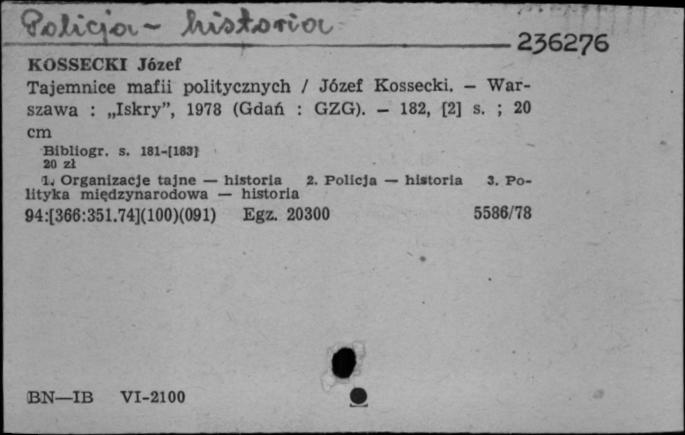 Policja - historia
236276
KOSSECKI Józef
Tajemnice mafii politycznych / Józef Kossecki. — War-
szawa : „Iskry”, 1978 (Gdań : GZG). — 182, [2] s. ; 20
cm
Bibliogr. s. 181-[183]
20 zł
1. Organizacje tajne — historia 2. Policja — historia 3. Po-
lityka międzynarodowa — historia
94:[366:351.74](100)(091) Egz. 20300 5586/78
BN—IB VI-2100